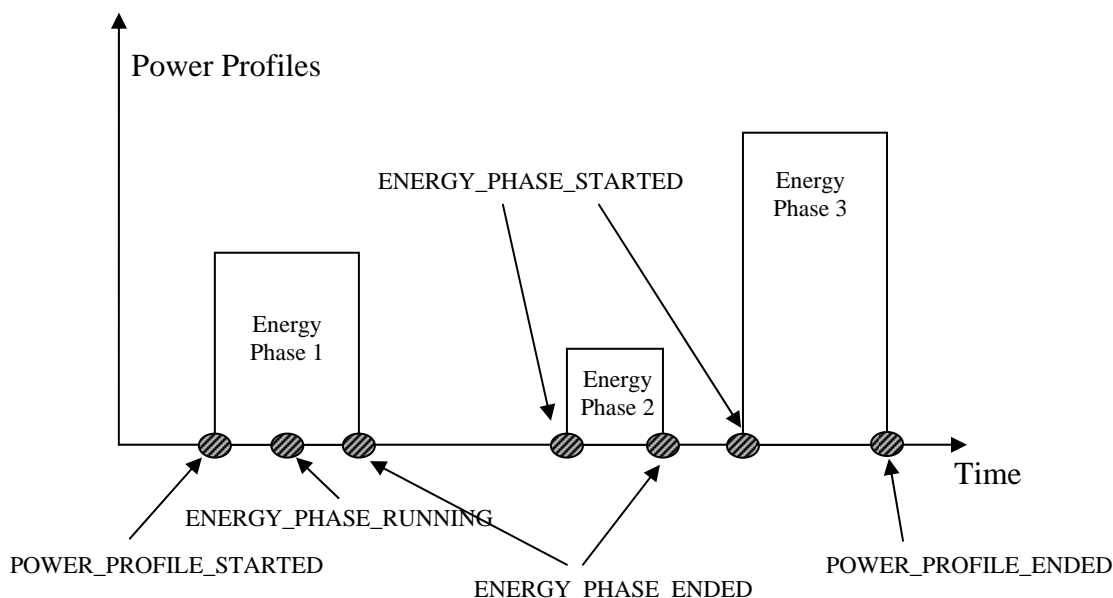 Power Profiles
ENERGY_PHASE_STARTED
Energy
Phase 3
Energy
Phase 1
Energy
Phase 2
Time
ENERGY_PHASE_RUNNING
POWER_PROFILE_STARTED
POWER_PROFILE_ENDED
ENERGY_PHASE_ENDED